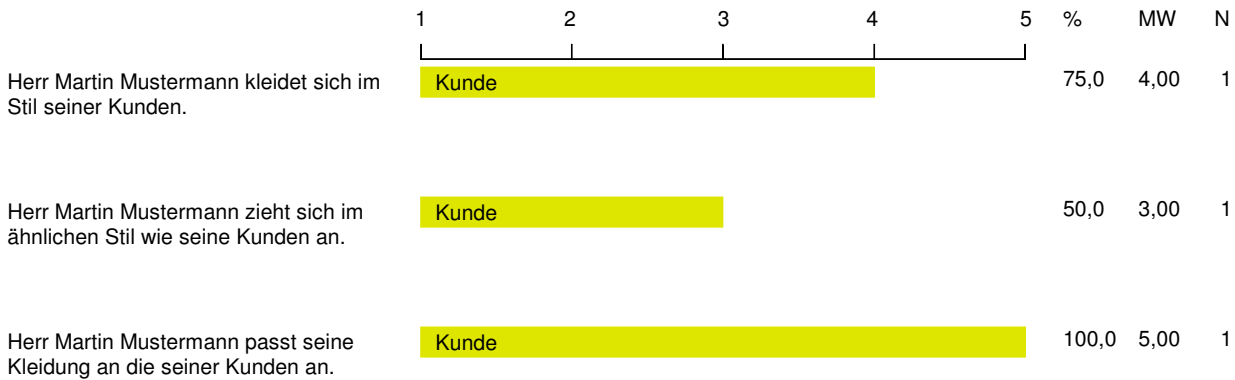 1 2 3 4 5 % MW N
Herr Martin Mustermann kleidet sich im
Stil seiner Kunden.
Kunde 75,0 4,00 1
Herr Martin Mustermann zieht sich im
ähnlichen Stil wie seine Kunden an.
Kunde 50,0 3,00 1
Herr Martin Mustermann passt seine
Kleidung an die seiner Kunden an.
Kunde 100,0 5,00 1